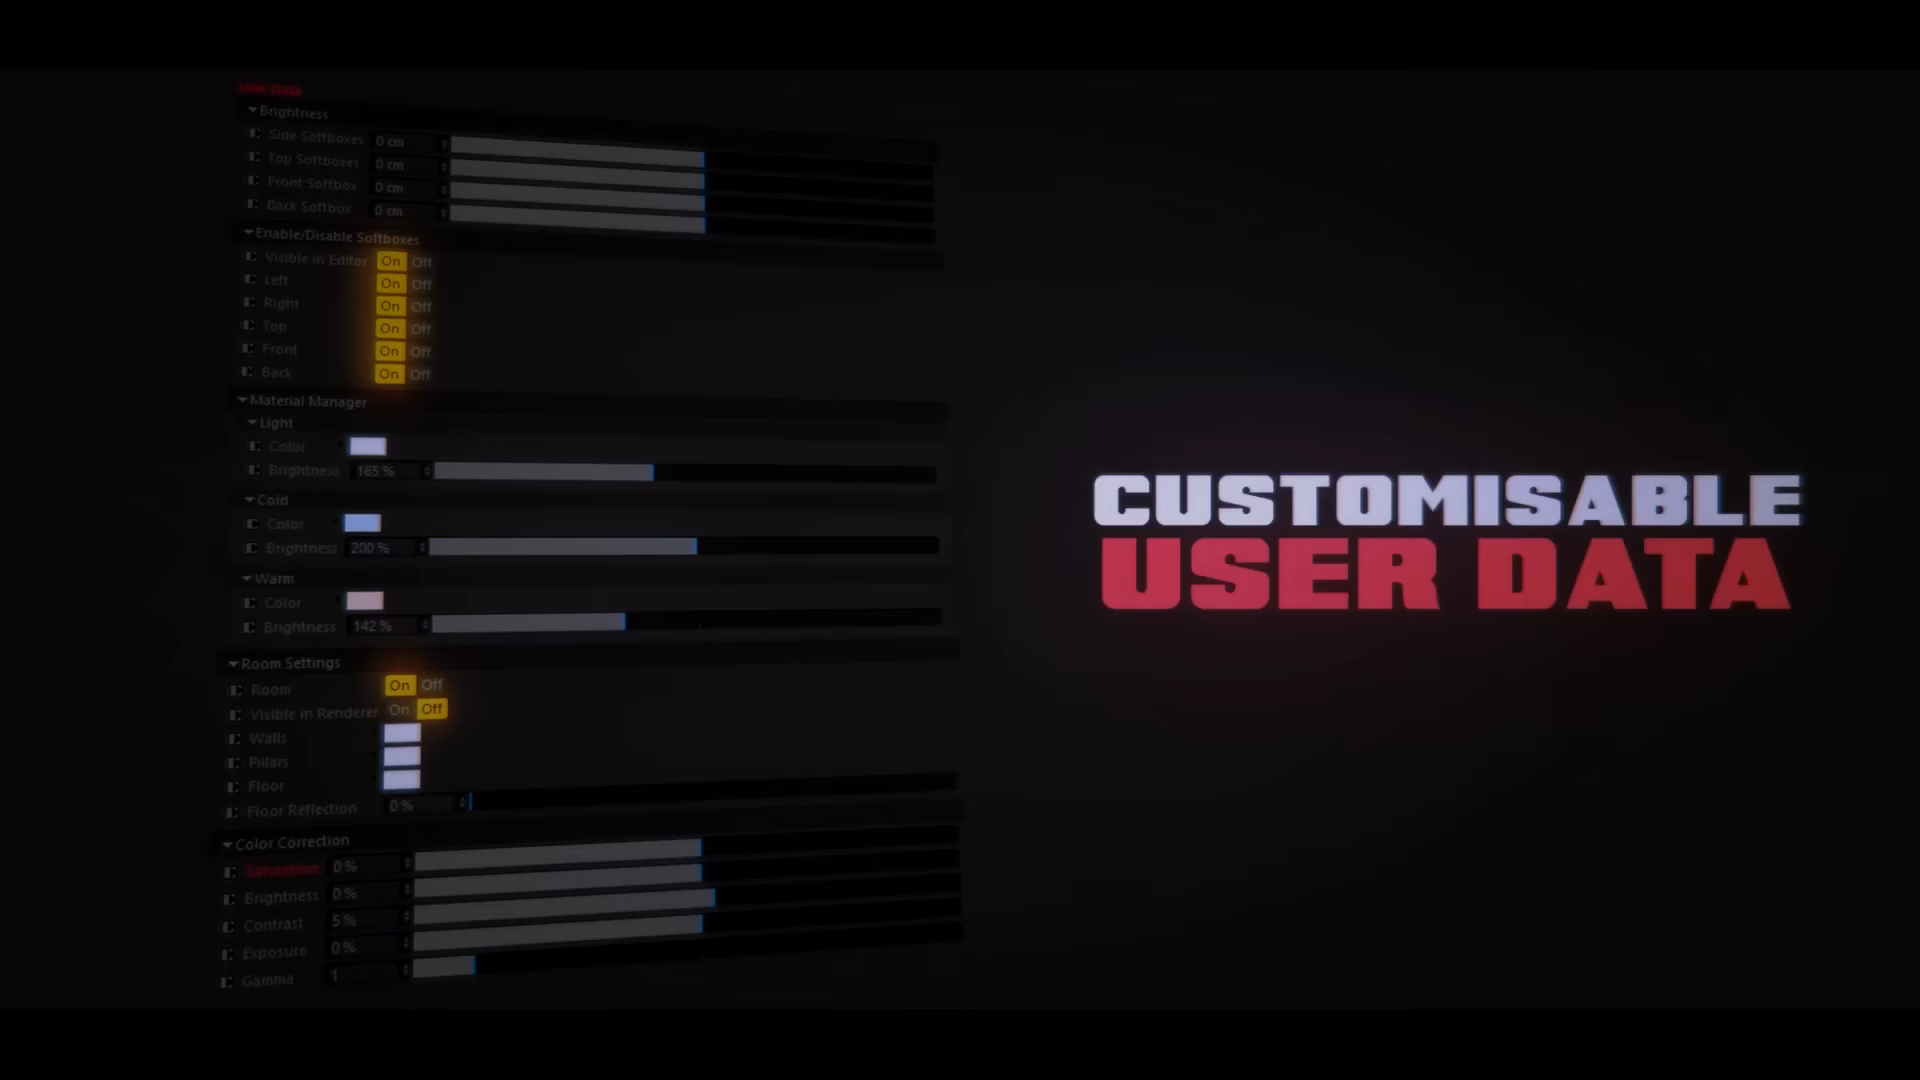 User Data
Brightness
Side Softboxes 0 cm
Top Softboxes 0 cm
Front Softbox 0 cm
Back Softbox 0 cm
Enable/Disable Softboxes
Visible in Editor On Off
Left On Off
Right On Off
Top On Off
Front On Off
Back On Off
Material Manager
Light
Color
Brightness 165 %
Cold
Color
Brightness 200 %
Warm
Color
Brightness 142 %
Room Settings
Room On Off
Visible in Renderer On Off
Walls
Pillars
Floor
Floor Reflection 0 %
Color Correction
Saturation 0 %
Brightness 0 %
Contrast 5 %
Exposure 0 %
Gamma 1
CUSTOMISABLE
USER DATA